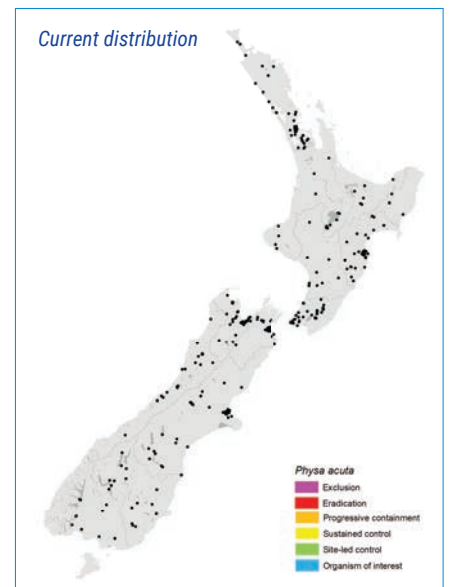 Current distribution
Physa acuta
Exclusion
Eradication
Progressive containment
Sustained control
Site-led control
Organism of interest